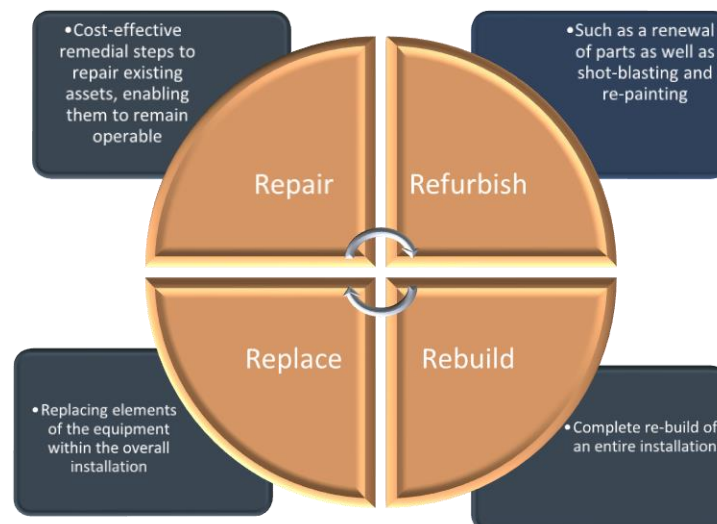 •Cost-effective
remedial steps to
repair existing
assets, enabling
them to remain
operable
•Such as a renewal
of parts as well as
shot-blasting and
re-painting
Repair
Refurbish
Replace
Rebuild
•Replacing elements
of the equipment
within the overall
installation
•Complete re-build of
an entire installation